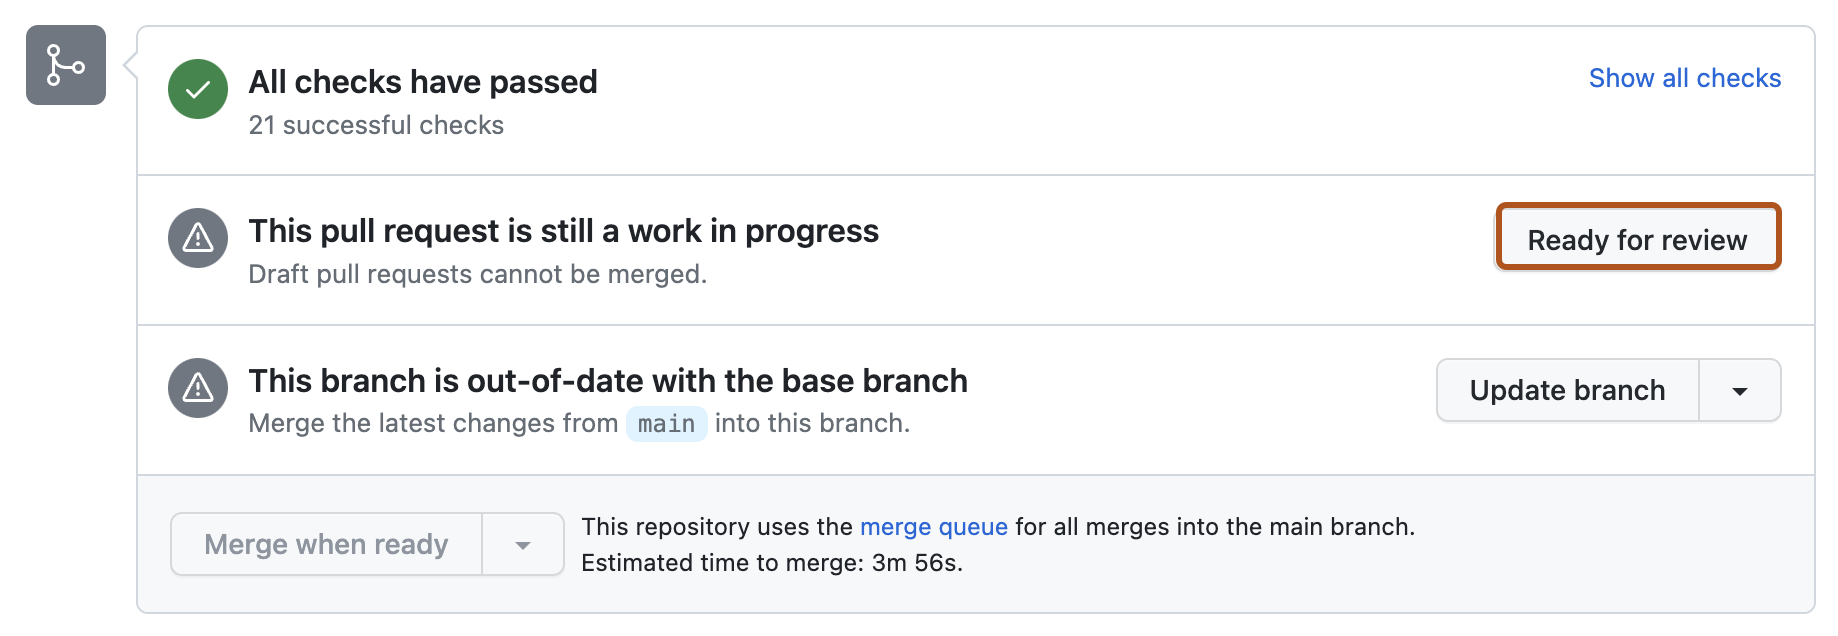 All checks have passed
Show all checks
21 successful checks
This pull request is still a work in progress
Ready for review
Draft pull requests cannot be merged.
This branch is out-of-date with the base branch
Update branch
Merge the latest changes from main into this branch.
Merge when ready
This repository uses the merge queue for all merges into the main branch.
Estimated time to merge: 3m 56s.